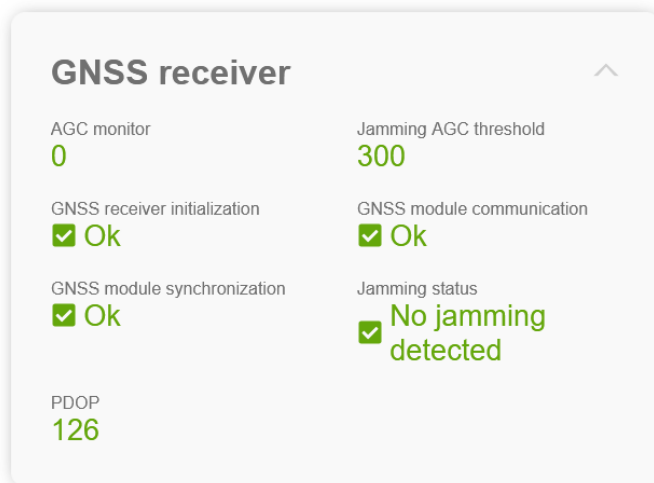 GNSS receiver
AGC monitor
0
Jamming AGC threshold
300
GNSS receiver initialization
Ok
GNSS module communication
Ok
GNSS module synchronization
Ok
Jamming status
No jamming
detected
PDOP
126